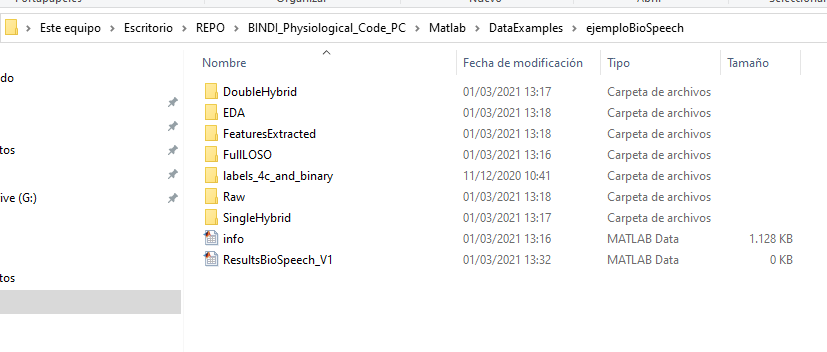 Portapapeles Organizar Nuevo Abrir Seleccionar
Este equipo > Escritorio > REPO > BINDI_Physiological_Code_PC > Matlab > DataExamples > ejemploBioSpeech
Nombre Fecha de modificación Tipo Tamaño
do
DoubleHybrid 01/03/2021 13:17 Carpeta de archivos
EDA 01/03/2021 13:18 Carpeta de archivos
FeaturesExtracted 01/03/2021 13:18 Carpeta de archivos
tos
FullLOSO 01/03/2021 13:16 Carpeta de archivos
labels_4c_and_binary 11/12/2020 10:41 Carpeta de archivos
ive (G:)
Raw 01/03/2021 13:18 Carpeta de archivos
SingleHybrid 01/03/2021 13:17 Carpeta de archivos
info 01/03/2021 13:16 MATLAB Data 1.128 KB
ResultsBioSpeech_V1 01/03/2021 13:32 MATLAB Data 0 KB
tos